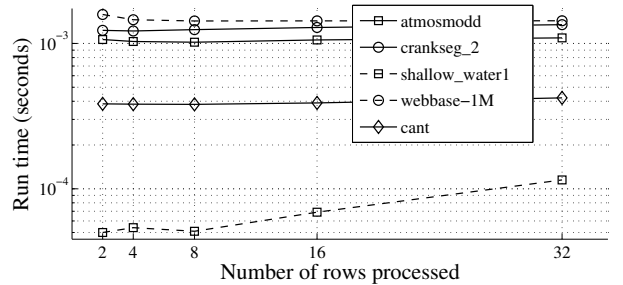 10⁻³
10⁻⁴
Run time (seconds)
atmosmodd
crankseg_2
shallow_water1
webbase−1M
cant
2 4 8 16 32
Number of rows processed